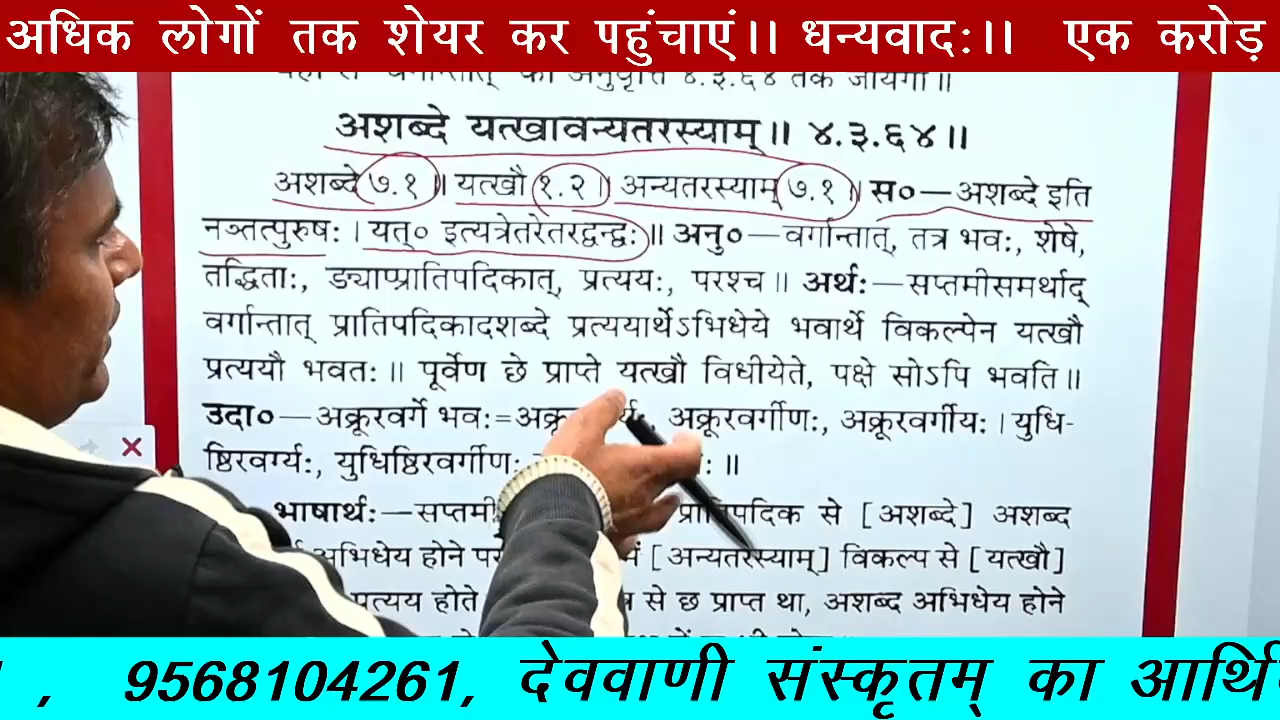 अधिक लोगों तक शेयर कर पहुंचाएं।। धन्यवादः।। एक करोड़
की अनुवृत्ति ४.३.६४ तक जायेगी॥
अशब्दे यत्खावन्यतरस्याम्॥ ४.३.६४॥
अशब्दे ७.१॥ यत्खौ १.२। अन्यतरस्याम् ७.१। स०—अशब्दे इति
नञ्तत्पुरुषः। यत्० इत्यत्रेतरेतरद्वन्द्वः॥ अनु०—वर्गान्तात्, तत्र भवः, शेषे,
तद्धिताः, ङ्याप्प्रातिपदिकात्, प्रत्ययः, परश्च॥ अर्थः—सप्तमीसमर्थाद्
वर्गान्तात् प्रातिपदिकादशब्दे प्रत्ययार्थेऽभिधेये भवार्थे विकल्पेन यत्खौ
प्रत्ययौ भवतः॥ पूर्वेण छे प्राप्ते यत्खौ विधीयेते, पक्षे सोऽपि भवति॥
उदा०—अक्रूरवर्गे भवः= अक्रूरवर्गीणः, अक्रूरवर्गीयः। युधि-
ष्ठिरवर्ग्यः, युधिष्ठिरवर्गीणः ॥
भाषार्थः—सप्तमी प्रातिपदिक से [अशब्दे] अशब्द
अभिधेय होने पर में [अन्यतरस्याम्] विकल्प से [यत्खौ]
प्रत्यय होते से छ प्राप्त था, अशब्द अभिधेय होने
, 9568104261, देववाणी संस्कृतम् का